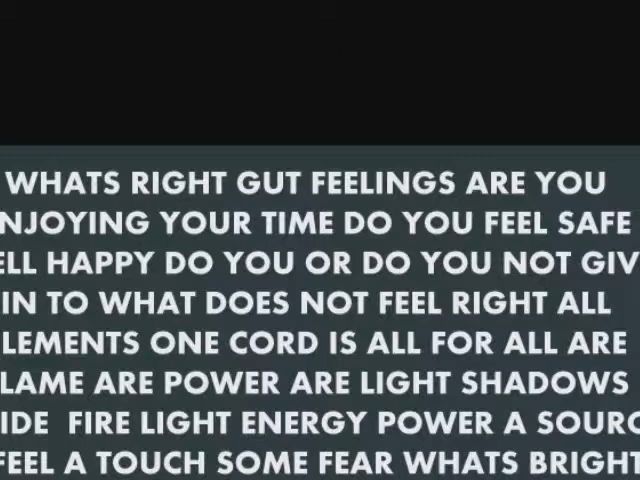 WHATS RIGHT GUT FEELINGS ARE YOU
NJOYING YOUR TIME DO YOU FEEL SAFE
ELL HAPPY DO YOU OR DO YOU NOT GIV
IN TO WHAT DOES NOT FEEL RIGHT ALL
LEMENTS ONE CORD IS ALL FOR ALL ARE
LAME ARE POWER ARE LIGHT SHADOWS
IDE FIRE LIGHT ENERGY POWER A SOURC
FEEL A TOUCH SOME FEAR WHATS BRIGHT